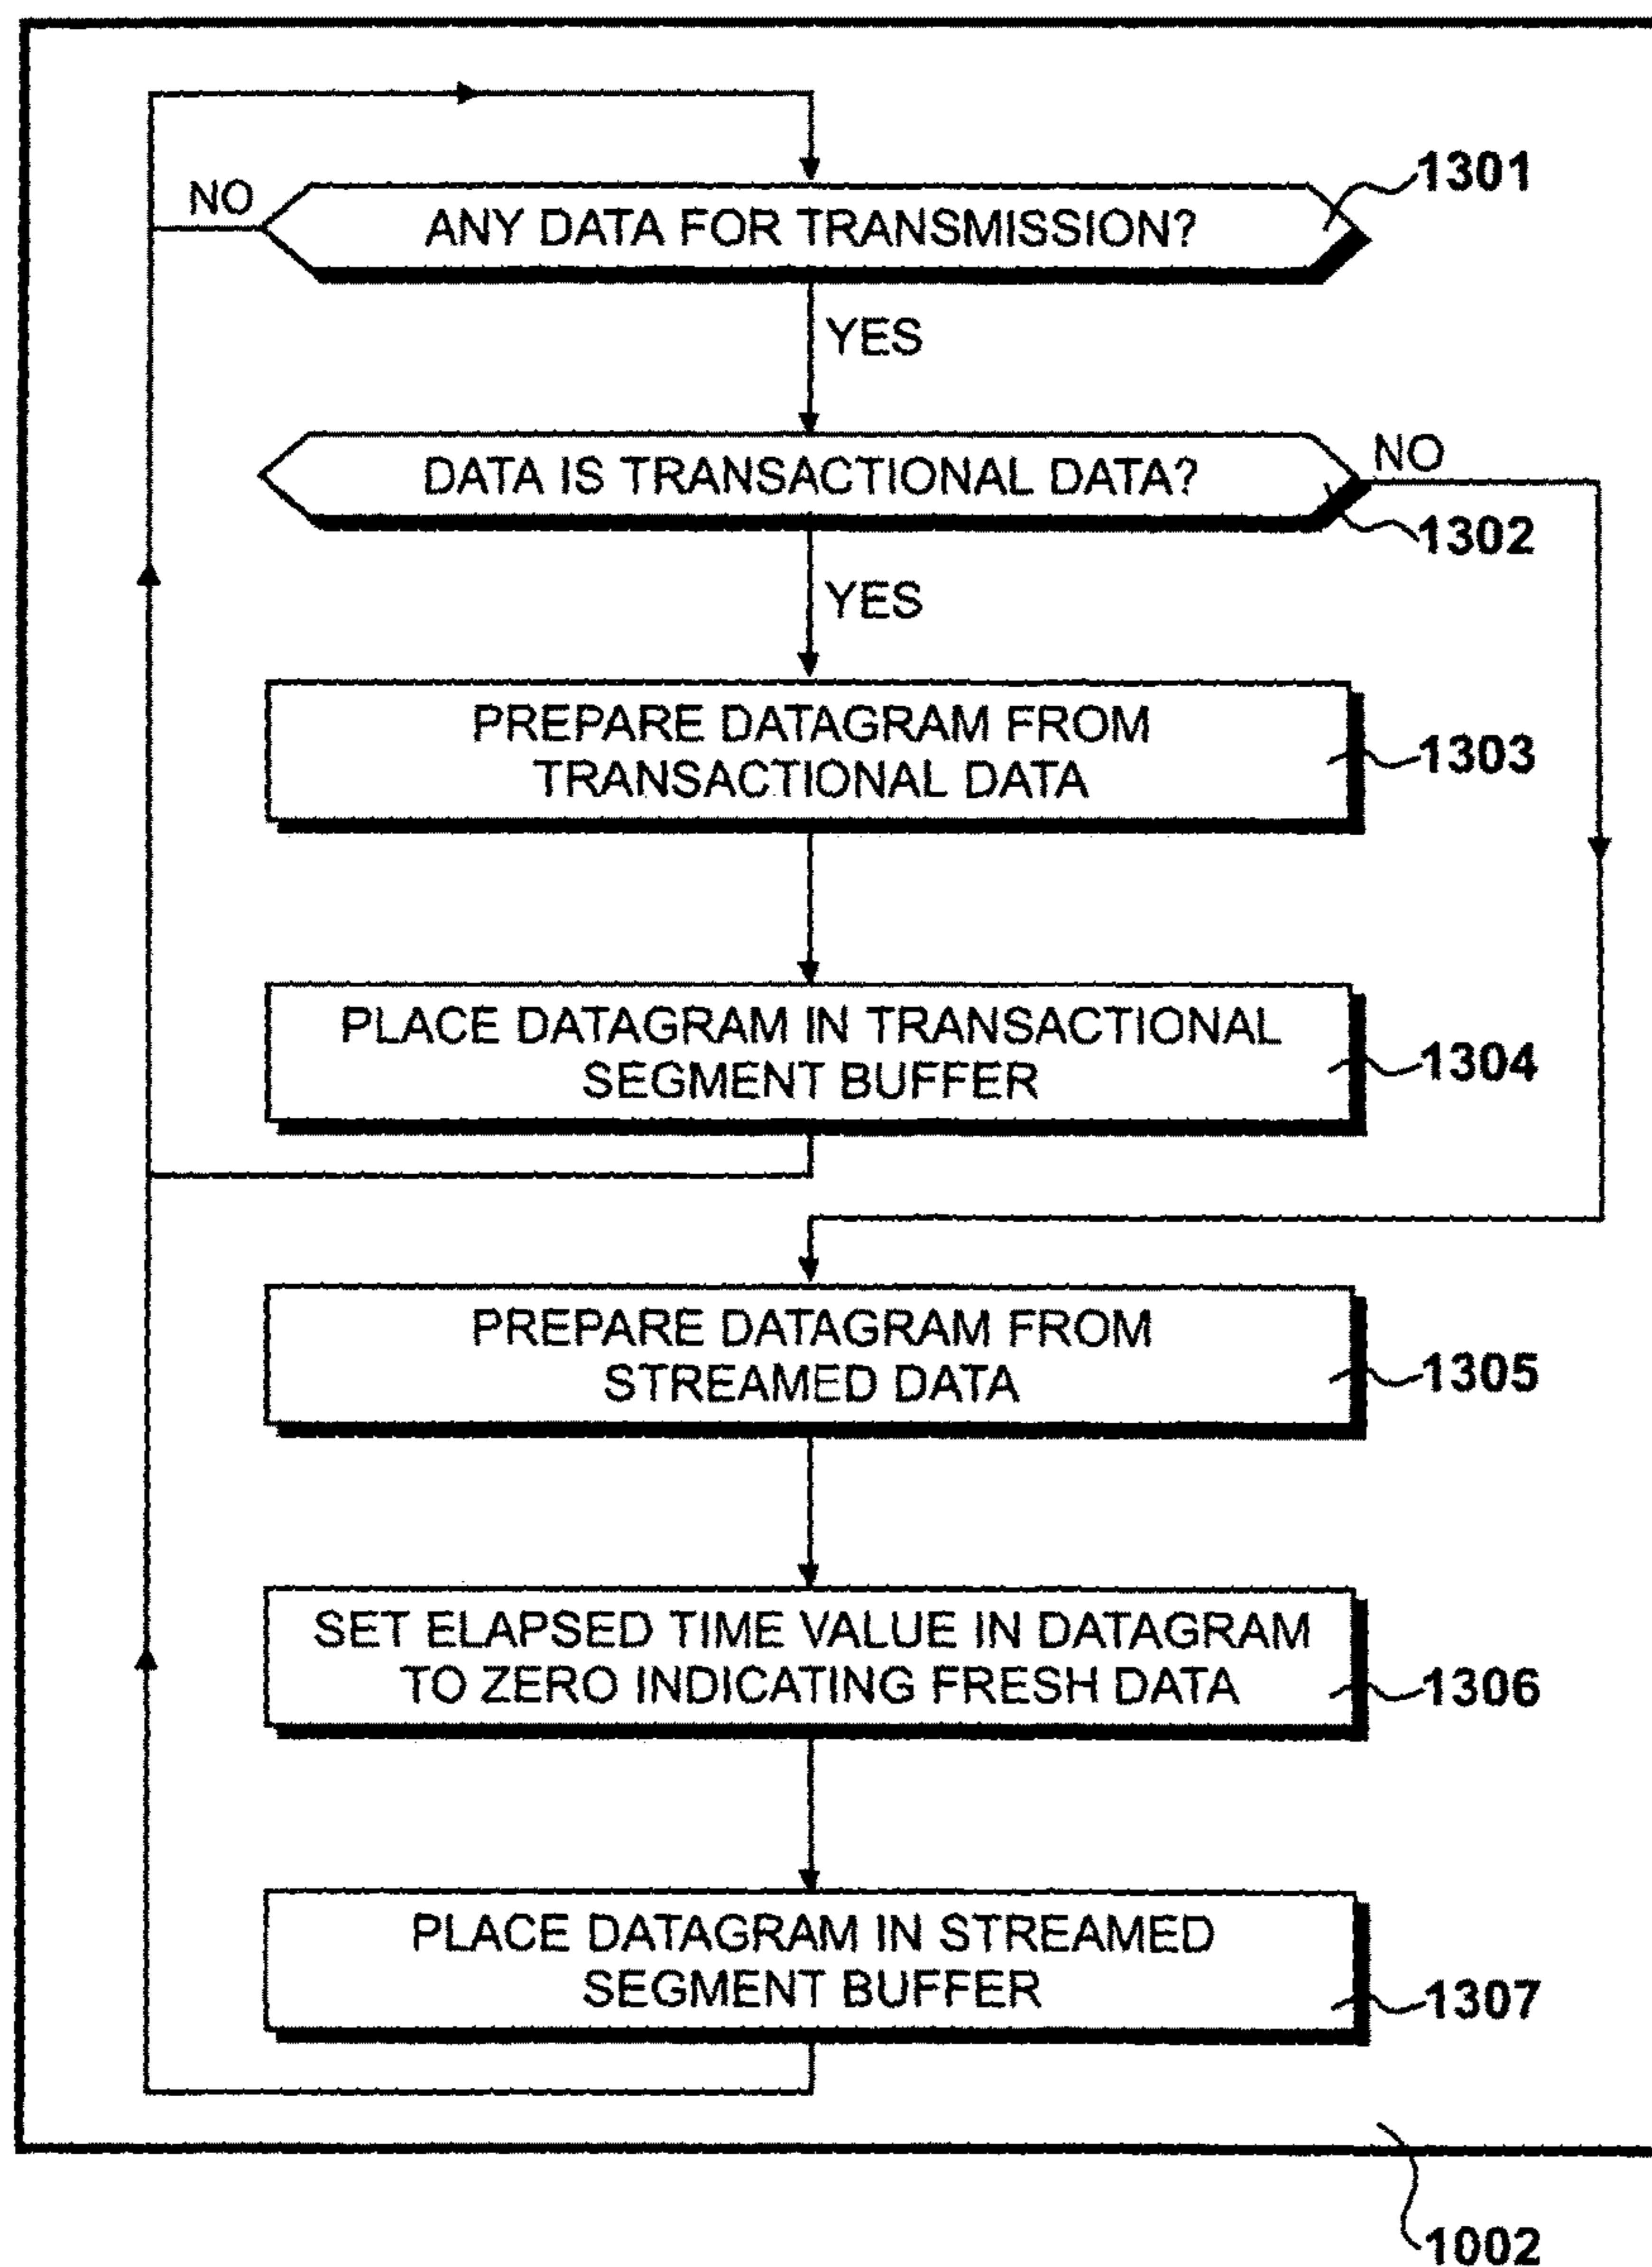 1301
NO
ANY DATA FOR TRANSMISSION?
YES
NO
DATA IS TRANSACTIONAL DATA?
1302
YES
PREPARE DATAGRAM FROM
TRANSACTIONAL DATA
1303
PLACE DATAGRAM IN TRANSACTIONAL
SEGMENT BUFFER
1304
PREPARE DATAGRAM FROM
STREAMED DATA
1305
SET ELAPSED TIME VALUE IN DATAGRAM
TO ZERO INDICATING FRESH DATA
1306
PLACE DATAGRAM IN STREAMED
SEGMENT BUFFER
1307
1002